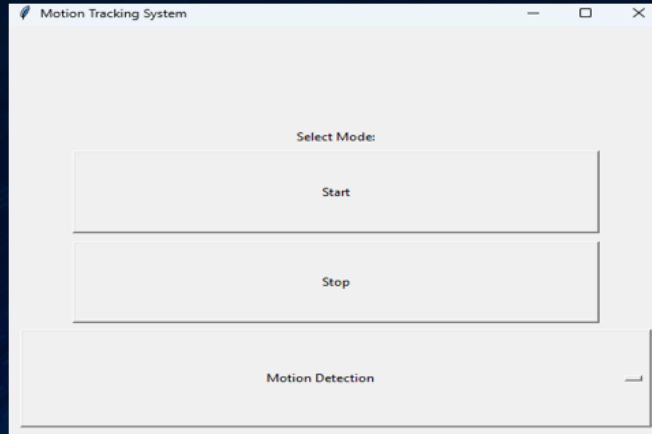 Motion Tracking System
Select Mode:
Start
Stop
Motion Detection